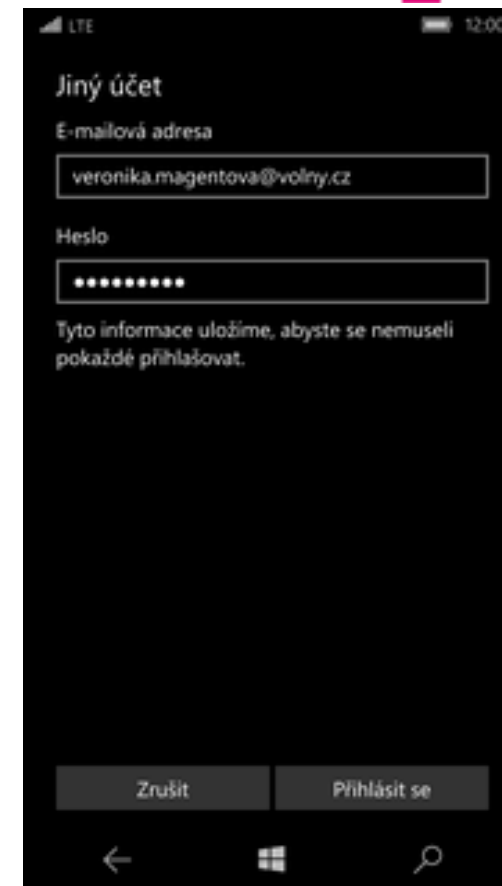 LTE 12:00
Jiný účet
E-mailová adresa
veronika.magentova@volny.cz
Heslo
•••••••••
Tyto informace uložíme, abyste se nemuseli
pokaždé přihlašovat.
Zrušit Přihlásit se